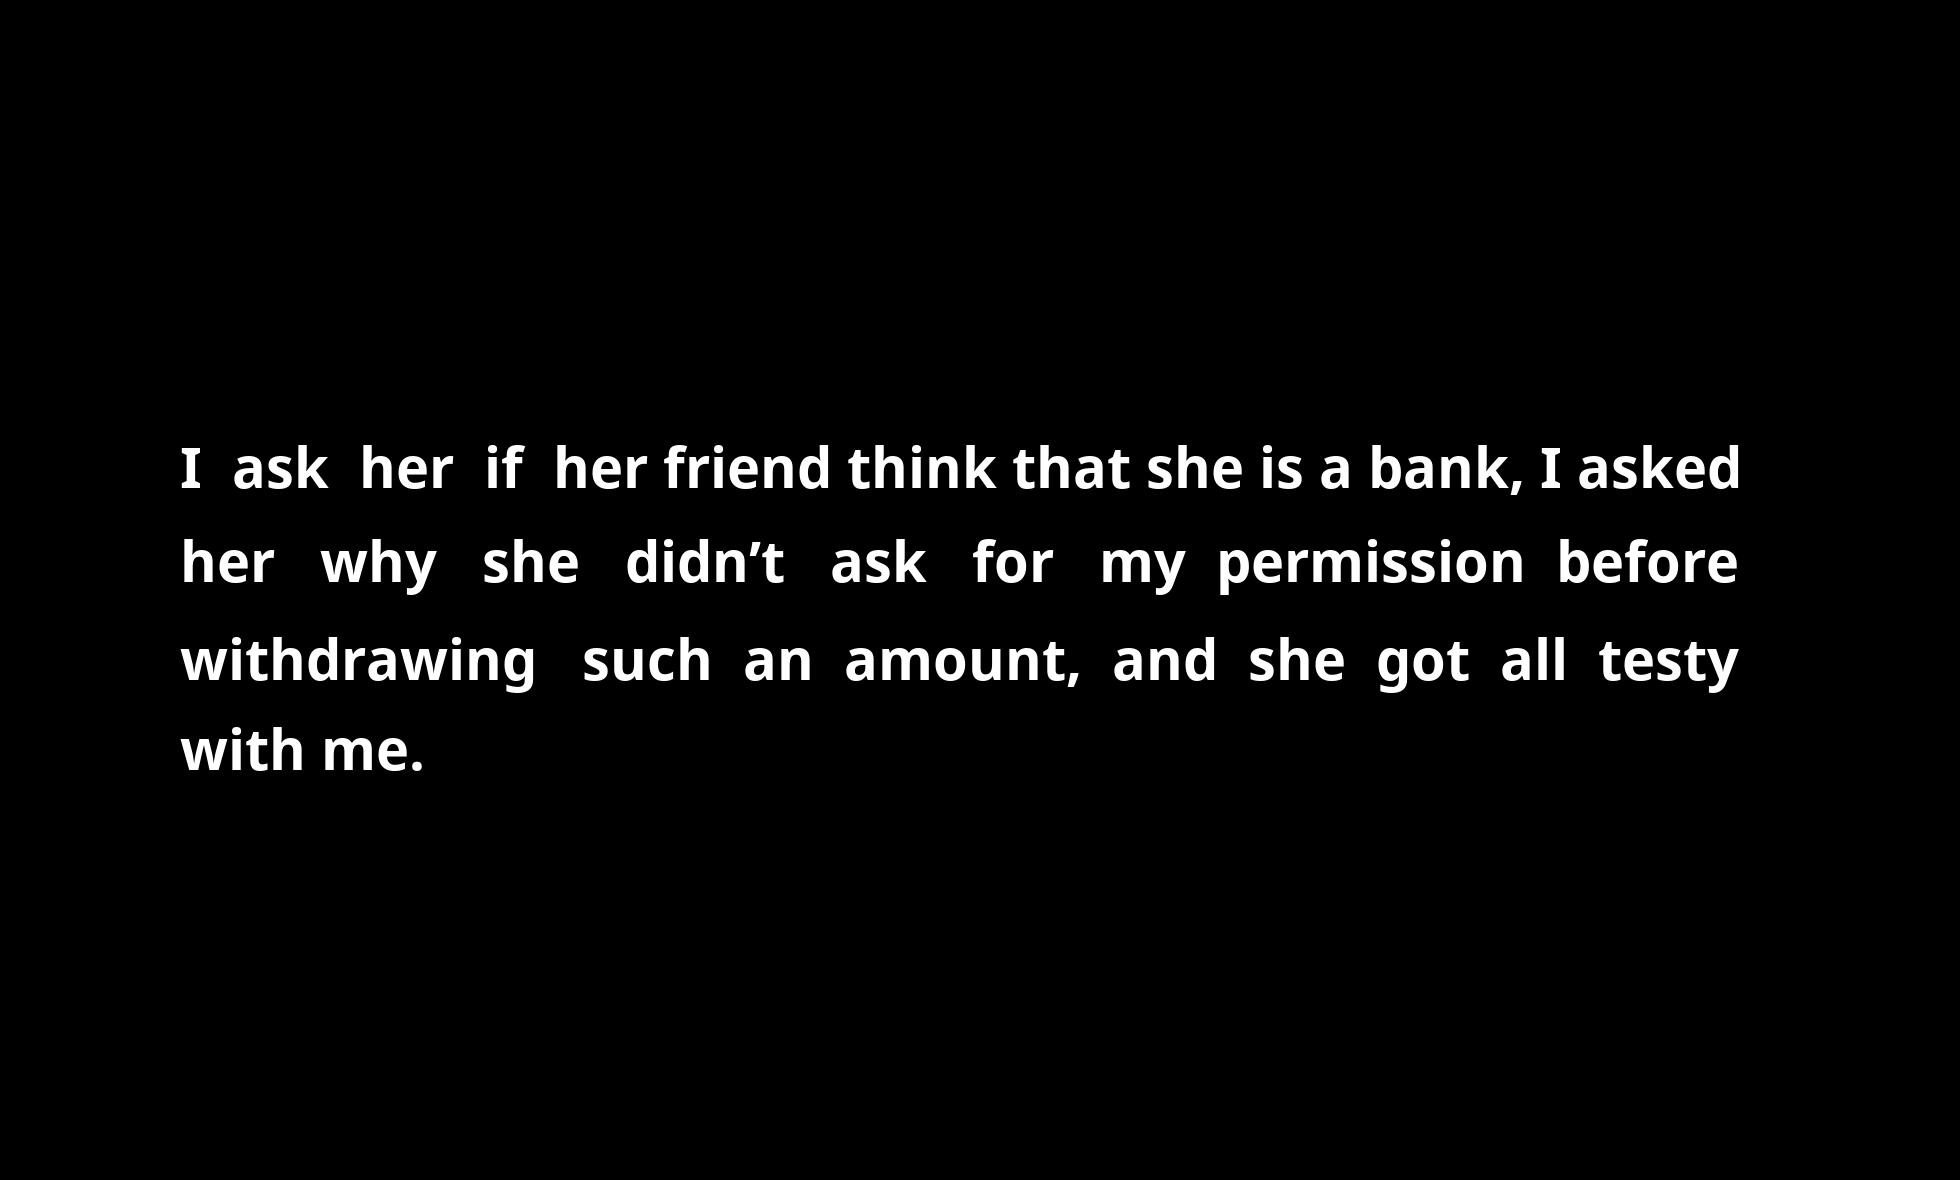 I ask her if her friend think that she is a bank, I asked
her why she didn’t ask for my permission before
withdrawing such an amount, and she got all testy
with me.